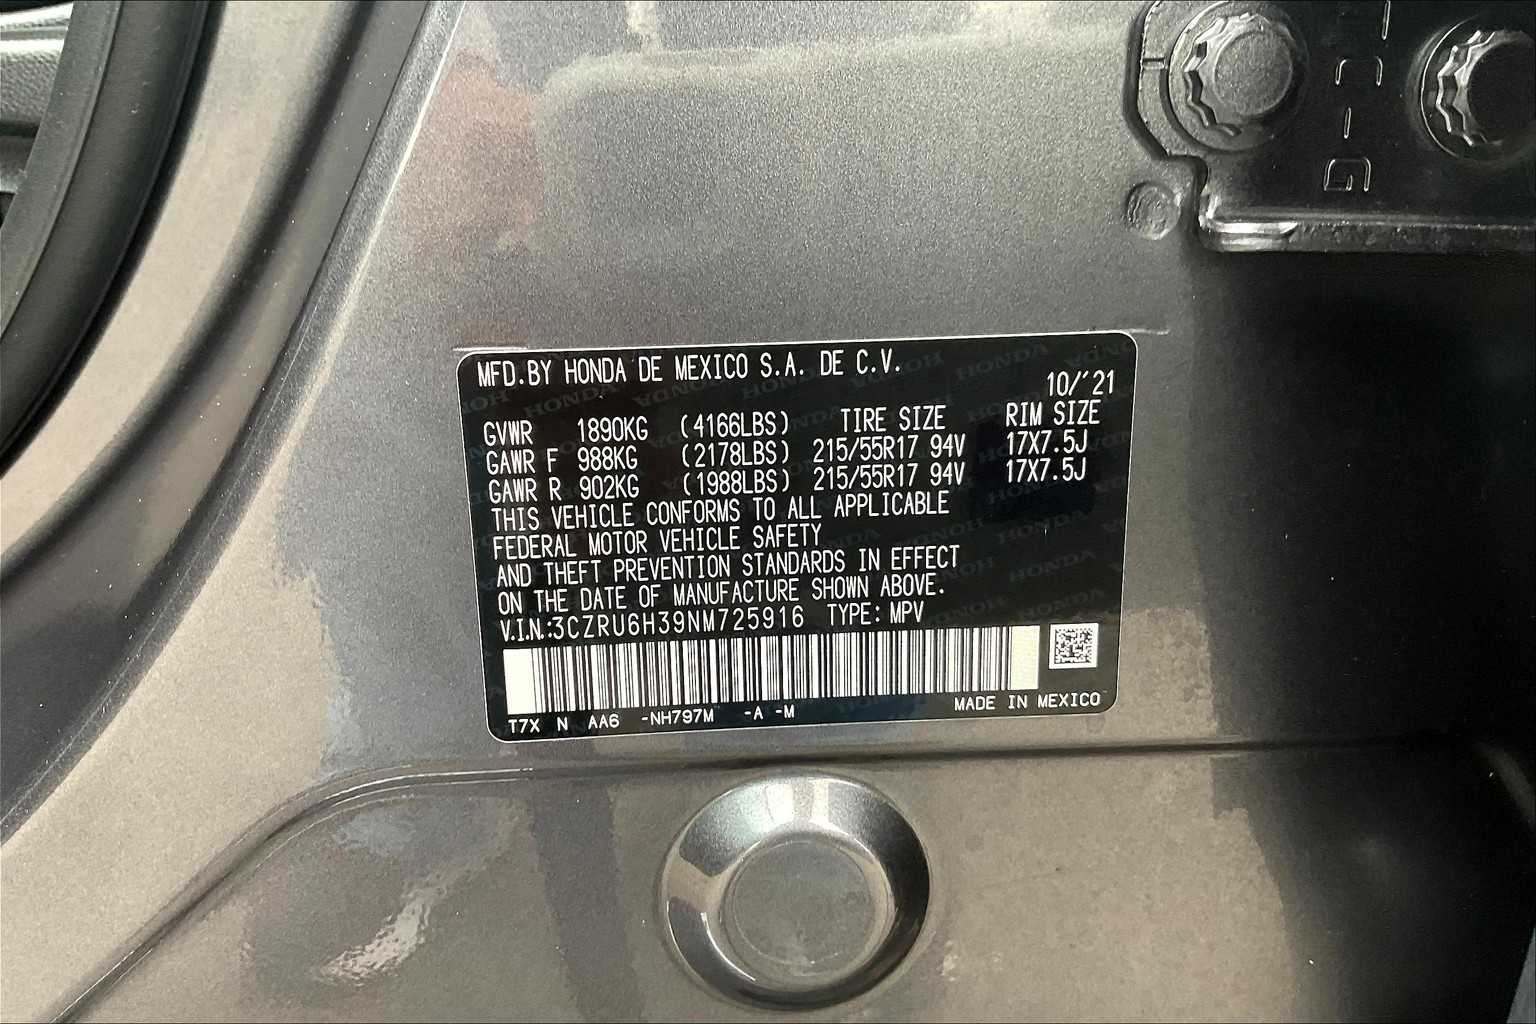 C-G
MFD.BY HONDA DE MEXICO S.A. DE C.V.
10/'21
GVWR 1890KG (4166LBS) TIRE SIZE RIM SIZE
GAWR F 988KG (2178LBS) 215/55R17 94V 17X7.5J
GAWR R 902KG (1988LBS) 215/55R17 94V 17X7.5J
THIS VEHICLE CONFORMS TO ALL APPLICABLE
FEDERAL MOTOR VEHICLE SAFETY
AND THEFT PREVENTION STANDARDS IN EFFECT
ON THE DATE OF MANUFACTURE SHOWN ABOVE.
V.I.N.:3CZRU6H39NM725916 TYPE: MPV
T7X N AA6 -NH797M -A -M MADE IN MEXICO